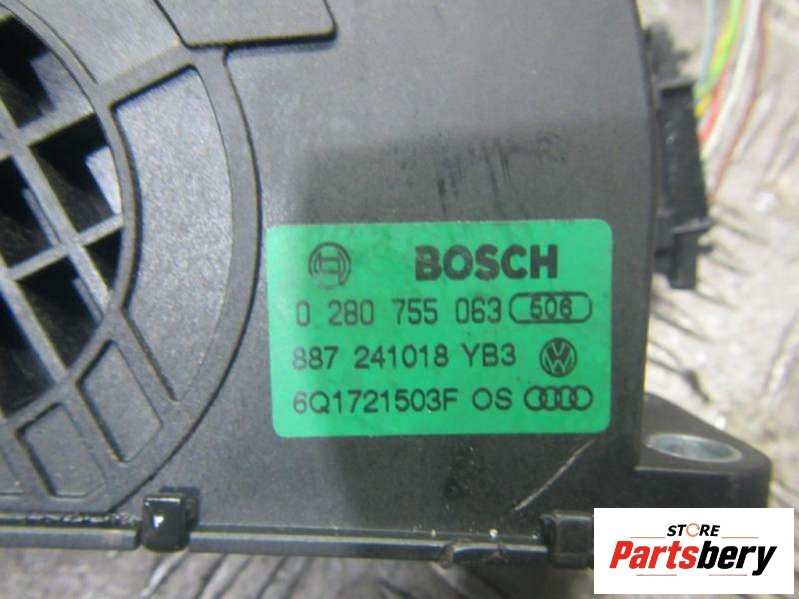 BOSCH
0 280 755 063 506
887 241018 YB3
6Q1721503F OS
STORE
Partsbery